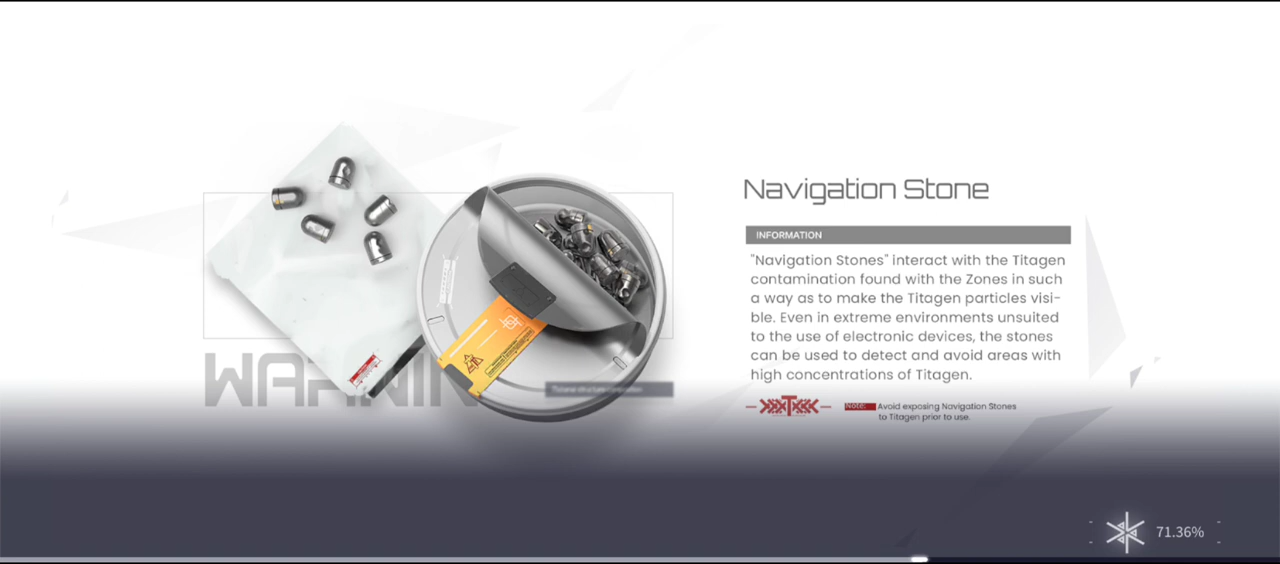 Navigation Stone
INFORMATION
"Navigation Stones" interact with the Titagen
contamination found with the Zones in such
a way as to make the Titagen particles visi-
ble. Even in extreme environments unsuited
to the use of electronic devices, the stones
can be used to detect and avoid areas with
high concentrations of Titagen.
Note: Avoid exposing Navigation Stones
to Titagen prior to use.
71.36%